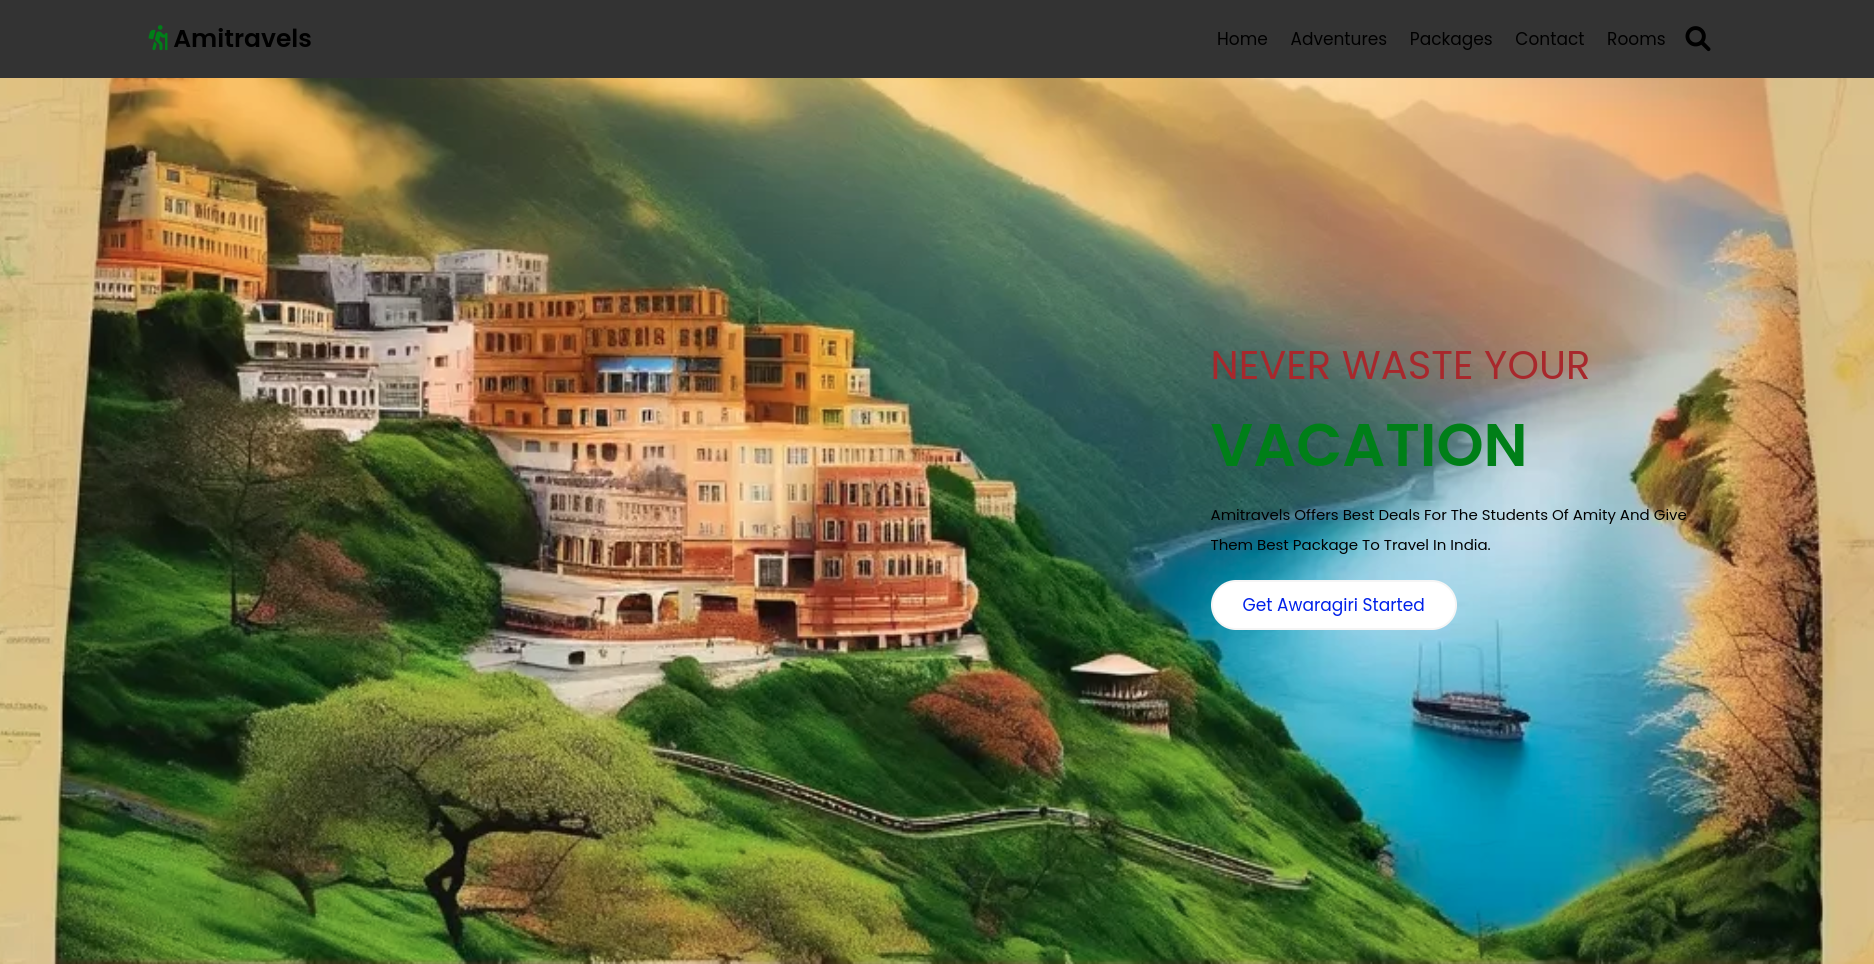 Amitravels
Home Adventures Packages Contact Rooms
NEVER WASTE YOUR
VACATION
Amitravels Offers Best Deals For The Students Of Amity And Give
Them Best Package To Travel In India.
Get Awaragiri Started